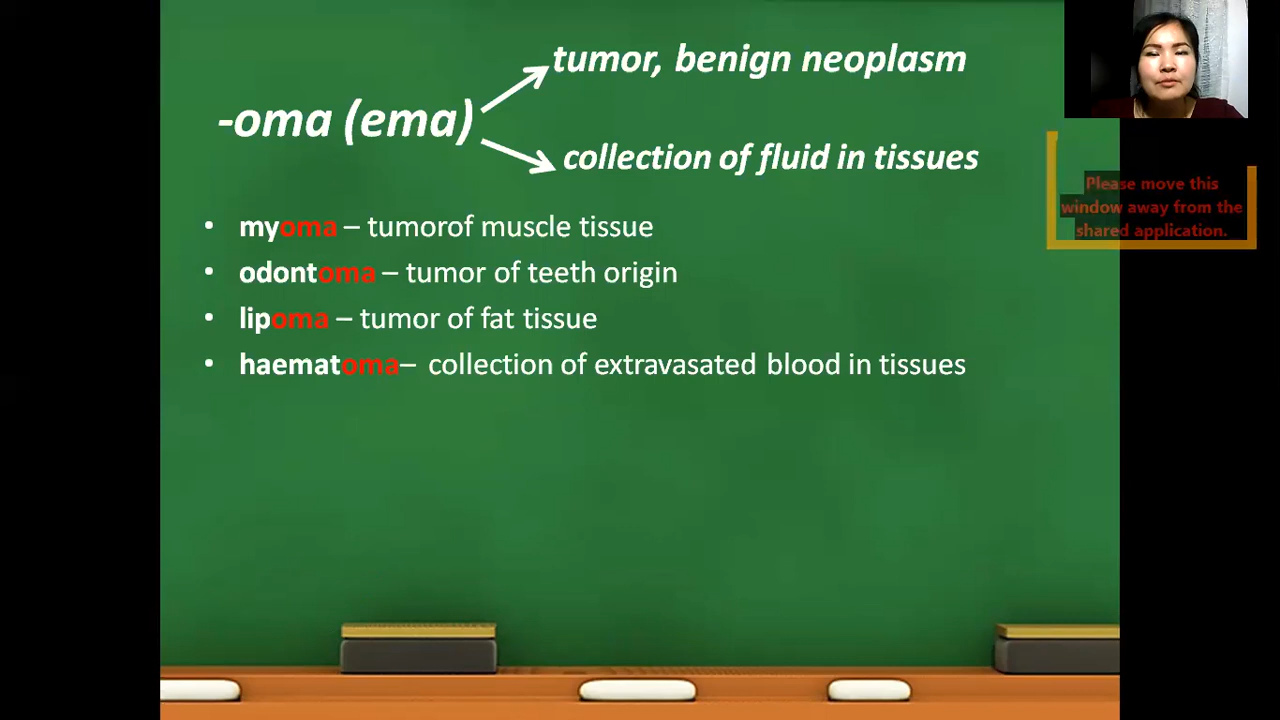 tumor, benign neoplasm
-oma (ema)
collection of fluid in tissues
• myoma – tumorof muscle tissue
• odontoma – tumor of teeth origin
• lipoma – tumor of fat tissue
• haematoma– collection of extravasated blood in tissues
Please move this
window away from the
shared application.